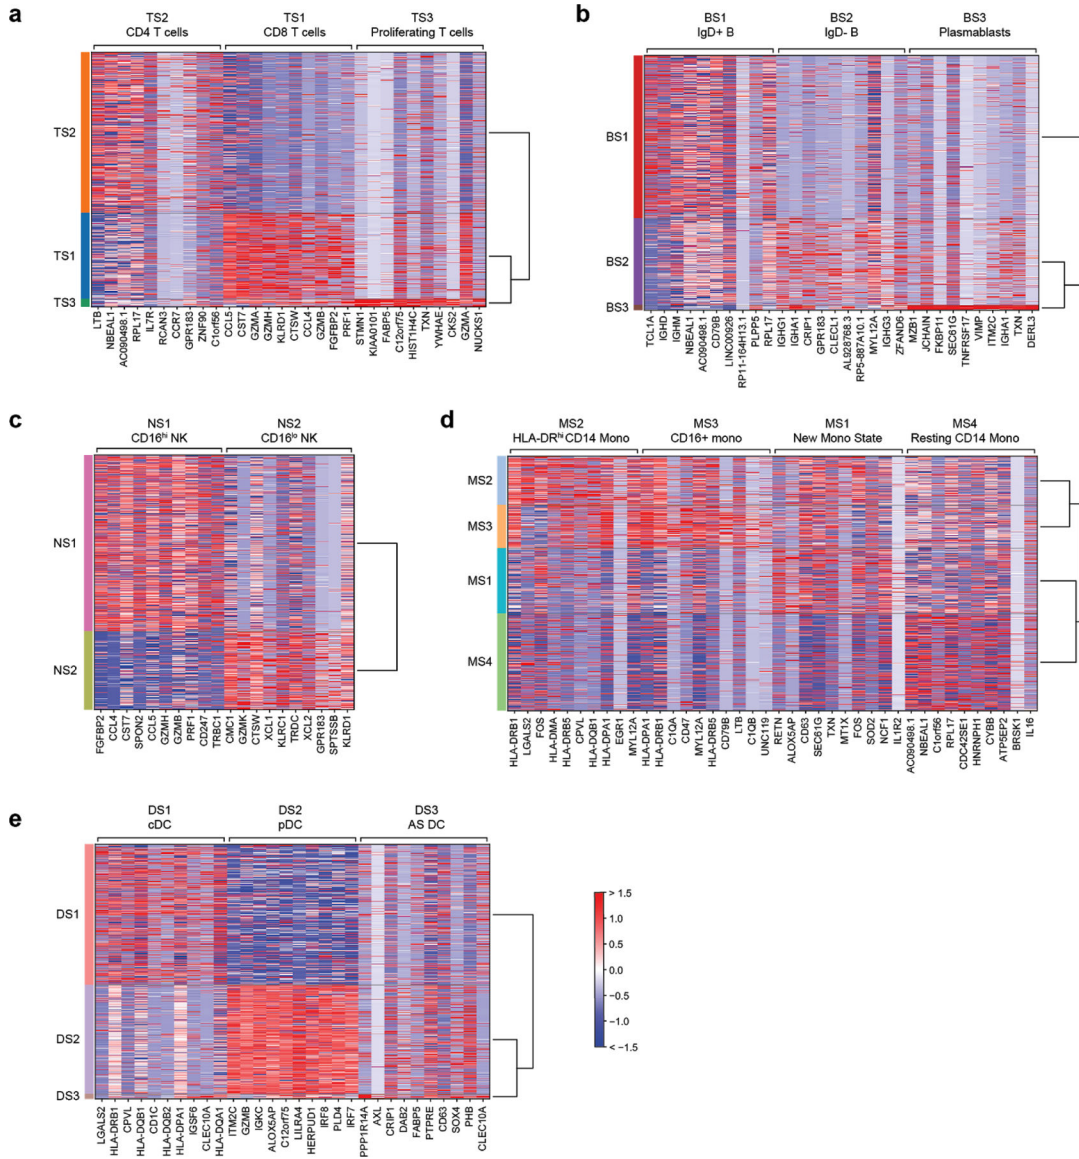 a
TS2 TS1 TS3
CD4 T cells CD8 T cells Proliferating T cells
TS2
TS1
TS3
LTB NBEAL1 AC090498.1 RPL17 IL7R RCAN3 CCR7 GPR183 ZNF90 C1orf56 CCL5 CST7 GZMA GZMH KLRD1 CTSW CCL4 GZMB FGFBP2 PRF1 STMN1 KIAA0101 FABP5 C12orf75 HIST1H4C TXN YWHAE CKS2 GZMA NUCKS1
b
BS1 BS2 BS3
IgD+ B IgD- B Plasmablasts
BS1
BS2
BS3
TCL1A IGHD IGHM NBEAL1 AC090498.1 CD79B LINC00926 RP11-164H13.1 PLPP5 RPL17 IGHG1 IGHA1 CRIP1 GPR183 CLECL1 AL928768.3 RP5-887A10.1 MYL12A IGHG3 ZFAND6 MZB1 JCHAIN FKBP11 SEC61G TNFRSF17 VIMP ITM2C IGHA1 TXN DERL3
c
NS1 NS2
CD16hi NK CD16lo NK
NS1
NS2
FGFBP2 CCL4 CST7 SPON2 CCL5 GZMH GZMB PRF1 CD247 TRBC1 CMC1 GZMK CTSW XCL1 KLRC1 TRDC XCL2 GPR183 SPTSSB KLRD1
d
MS2 MS3 MS1 MS4
HLA-DRhi CD14 Mono CD16+ mono New Mono State Resting CD14 Mono
MS2
MS3
MS1
MS4
HLA-DRB1 LGALS2 FOS HLA-DMA HLA-DRB5 CPVL HLA-DQB1 HLA-DPA1 EGR1 MYL12A HLA-DPA1 HLA-DRB1 C1QA CD47 MYL12A HLA-DRB5 CD79B LTB C1QB UNC119 RETN ALOX5AP CD63 SEC61G TXN MT1X FOS SOD2 NCF1 IL1R2 AC090498.1 NBEAL1 C1orf56 RPL17 CDC42SE1 HNRNPH1 CYBB ATP5EP2 BRSK1 IL16
e
DS1 DS2 DS3
cDC pDC AS DC
DS1
DS2
DS3
LGALS2 HLA-DRB1 CPVL HLA-DQB1 CD1C HLA-DQB2 HLA-DPA1 IGSF6 CLEC10A HLA-DQA1 ITM2C GZMB IGKC ALOX5AP C12orf75 LILRA4 HERPUD1 IRF8 PLD4 IRF7 PPP1R14A AXL CRIP1 DAB2 FABP5 PTPRE CD63 SOX4 PHB CLEC10A
> 1.5
1.0
0.5
0.0
−0.5
−1.0
< −1.5